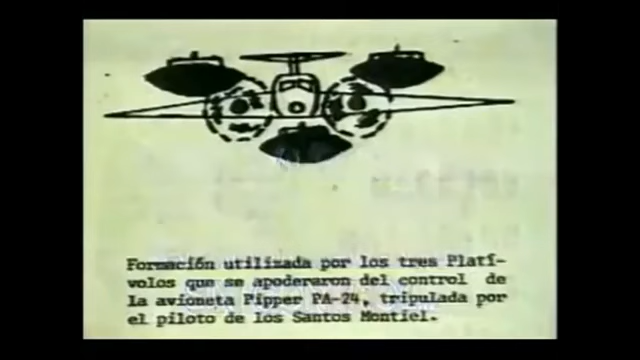 Formación utilizada por los tres Platí-
volos que se apoderaron del control de
la avioneta Pipper PA-24, tripulada por
el piloto de los Santos Montiel.